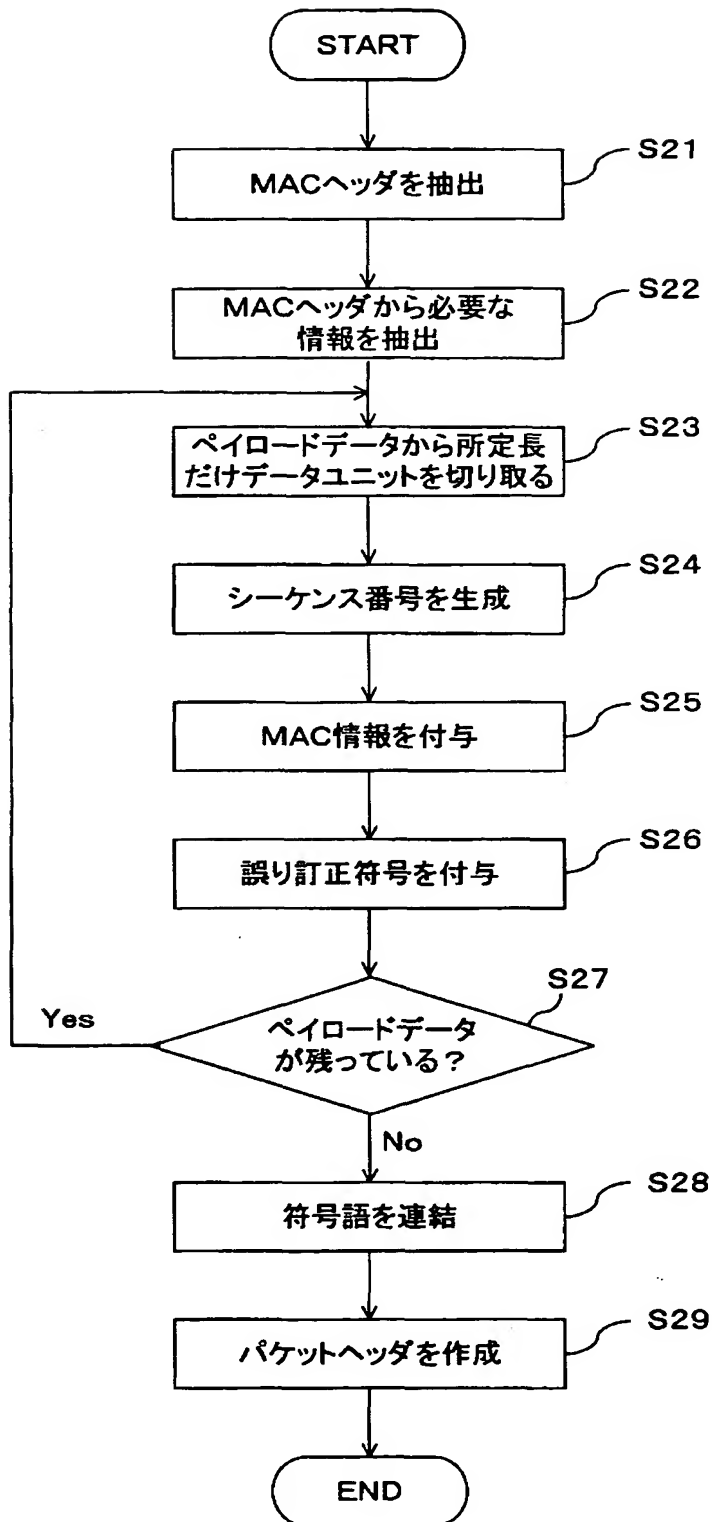 START
MACヘッダを抽出
S21
MACヘッダから必要な
情報を抽出
S22
ペイロードデータから所定長
だけデータユニットを切り取る
S23
シーケンス番号を生成
S24
MAC情報を付与
S25
誤り訂正符号を付与
S26
ペイロードデータ
が残っている?
S27
Yes
No
符号語を連結
S28
パケットヘッダを作成
S29
END